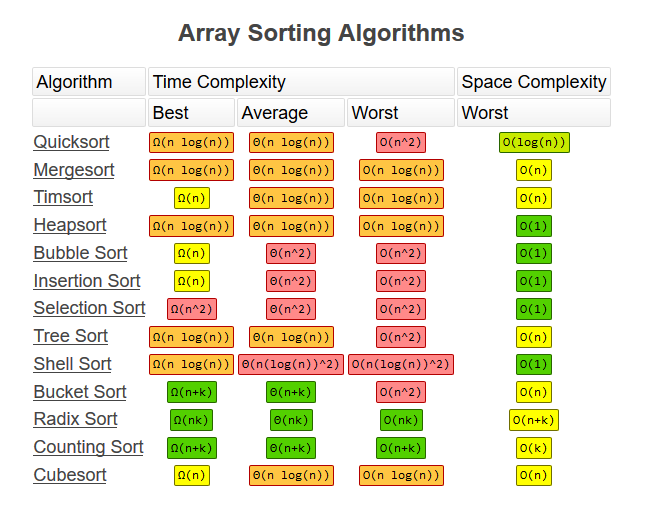 Array Sorting Algorithms
Algorithm Time Complexity Space Complexity
Best Average Worst Worst
Quicksort Ω(n log(n)) Θ(n log(n)) O(n^2) O(log(n))
Mergesort Ω(n log(n)) Θ(n log(n)) O(n log(n)) O(n)
Timsort Ω(n) Θ(n log(n)) O(n log(n)) O(n)
Heapsort Ω(n log(n)) Θ(n log(n)) O(n log(n)) O(1)
Bubble Sort Ω(n) Θ(n^2) O(n^2) O(1)
Insertion Sort Ω(n) Θ(n^2) O(n^2) O(1)
Selection Sort Ω(n^2) Θ(n^2) O(n^2) O(1)
Tree Sort Ω(n log(n)) Θ(n log(n)) O(n^2) O(n)
Shell Sort Ω(n log(n)) Θ(n(log(n))^2) O(n(log(n))^2) O(1)
Bucket Sort Ω(n+k) Θ(n+k) O(n^2) O(n)
Radix Sort Ω(nk) Θ(nk) O(nk) O(n+k)
Counting Sort Ω(n+k) Θ(n+k) O(n+k) O(k)
Cubesort Ω(n) Θ(n log(n)) O(n log(n)) O(n)